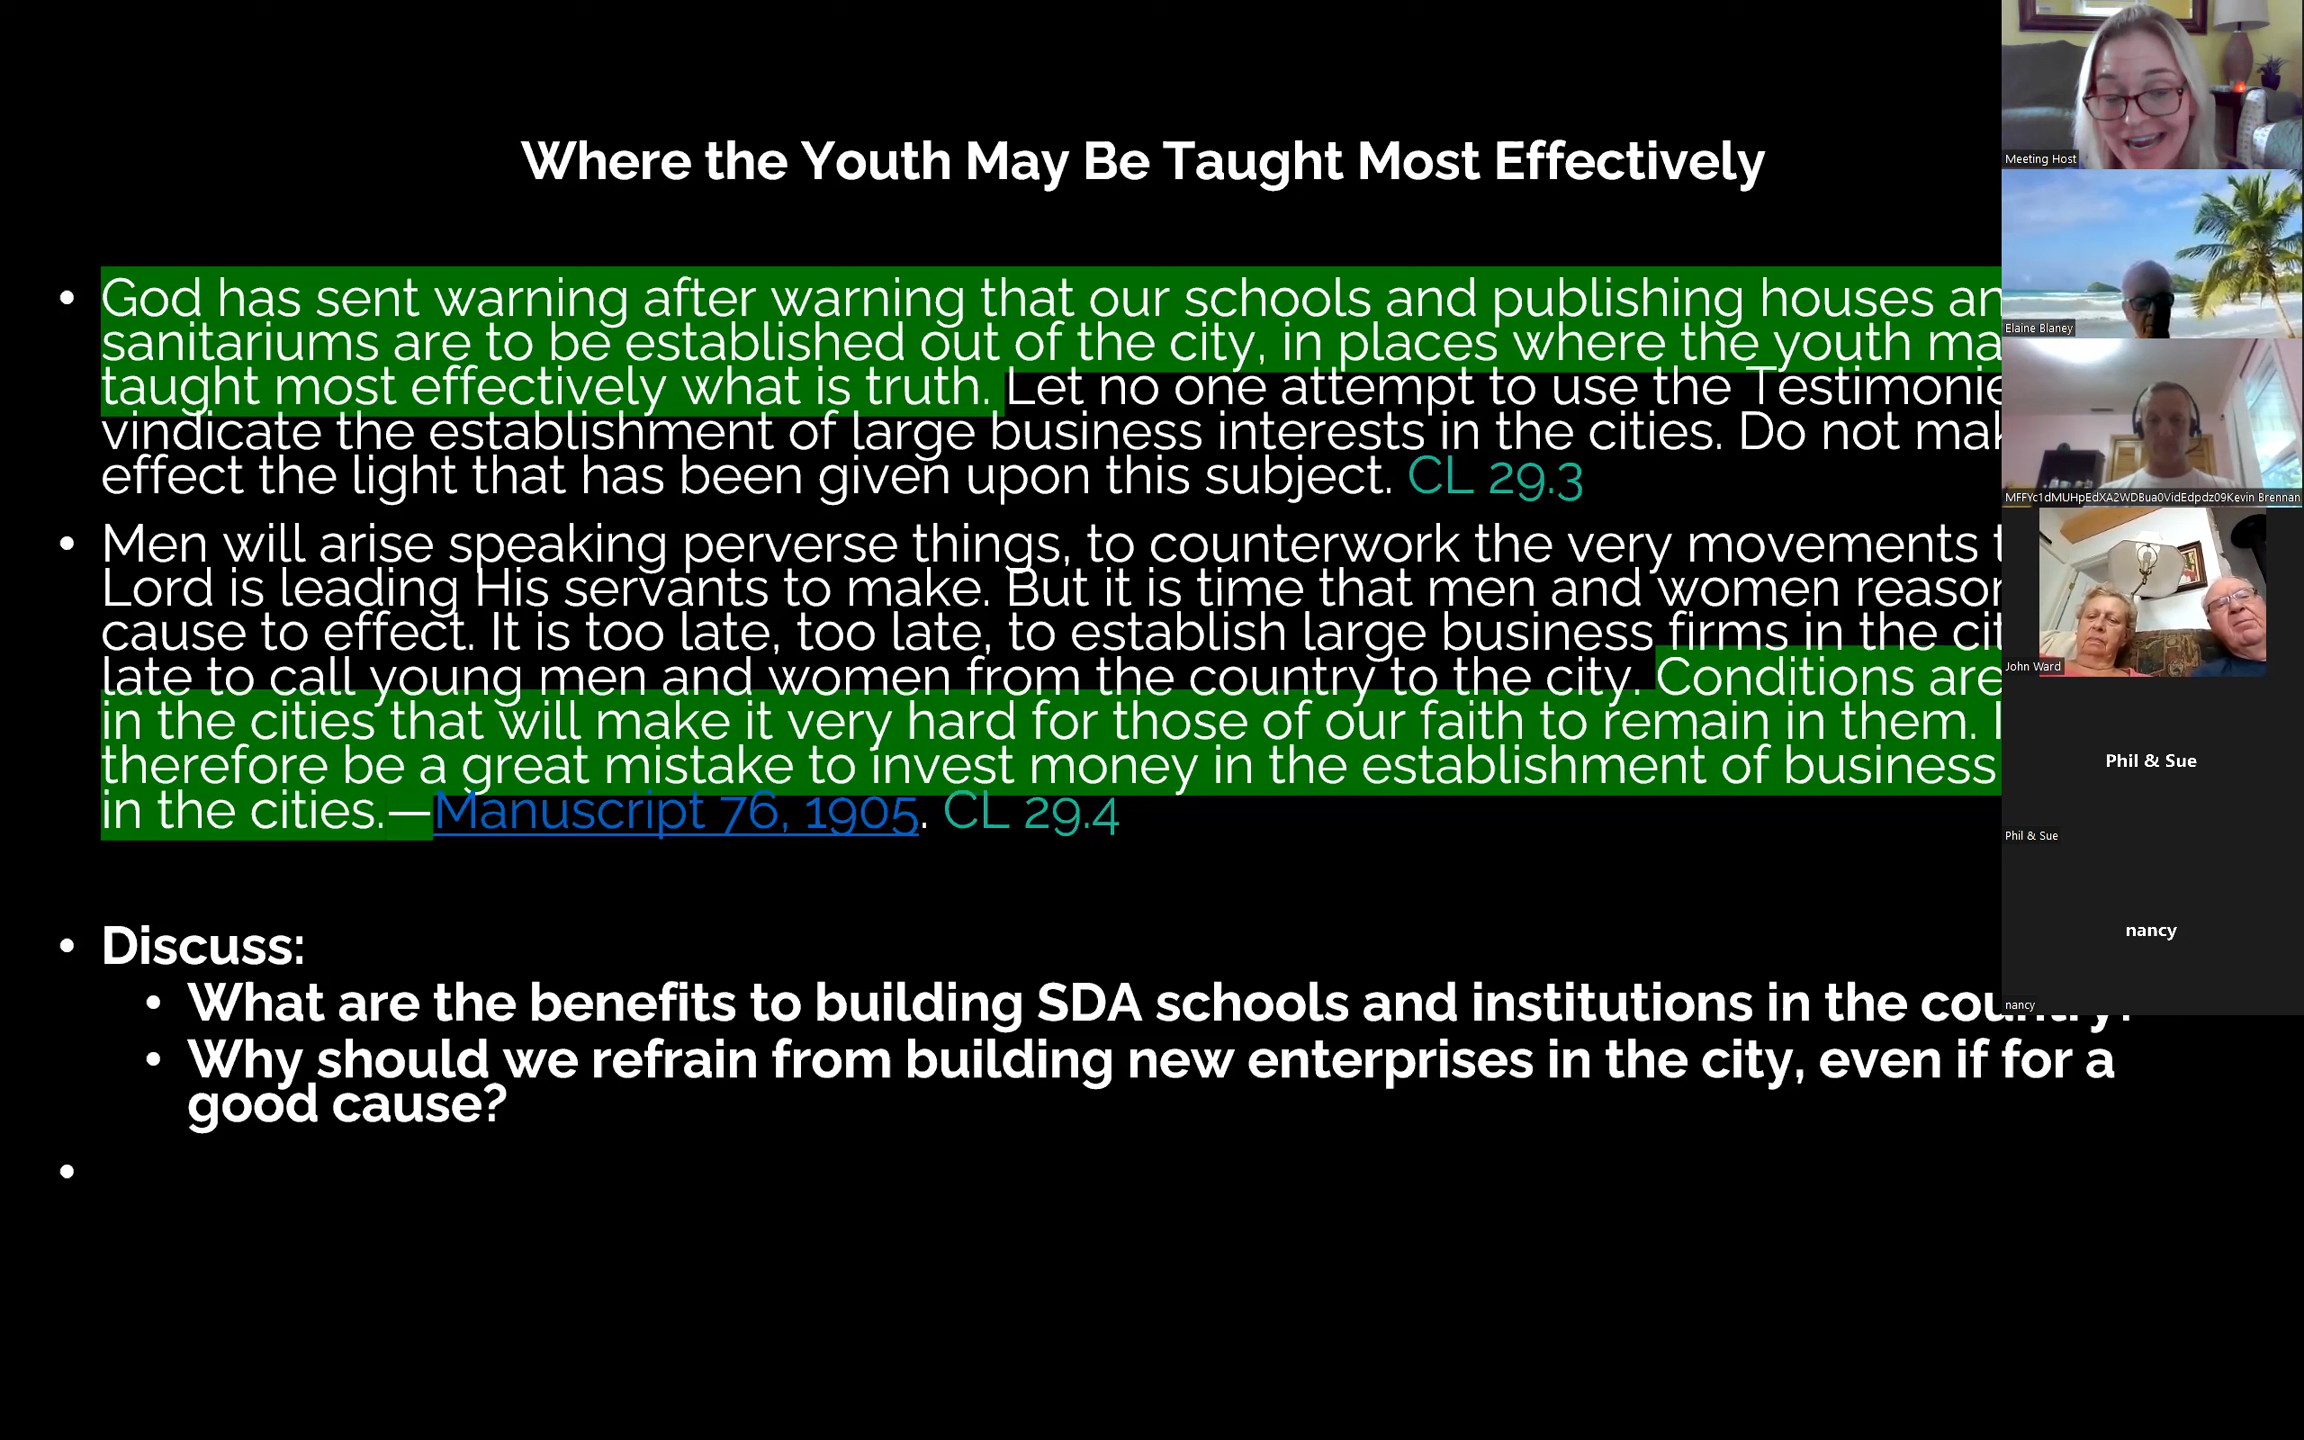 Where the Youth May Be Taught Most Effectively
• God has sent warning after warning that our schools and publishing houses an
sanitariums are to be established out of the city, in places where the youth ma
taught most effectively what is truth. Let no one attempt to use the Testimonie
vindicate the establishment of large business interests in the cities. Do not mak
effect the light that has been given upon this subject. CL 29.3
• Men will arise speaking perverse things, to counterwork the very movements t
Lord is leading His servants to make. But it is time that men and women reason
cause to effect. It is too late, too late, to establish large business firms in the cit
late to call young men and women from the country to the city. Conditions are
in the cities that will make it very hard for those of our faith to remain in them. I
therefore be a great mistake to invest money in the establishment of business
in the cities.—Manuscript 76, 1905. CL 29.4
• Discuss:
• What are the benefits to building SDA schools and institutions in the country?
• Why should we refrain from building new enterprises in the city, even if for a
good cause?
•
Meeting Host
Elaine Blaney
MFFYc1dMUHpEdXA2WDBua0VidEdpdz09Kevin Brennan
John Ward
Phil & Sue
Phil & Sue
nancy
nancy